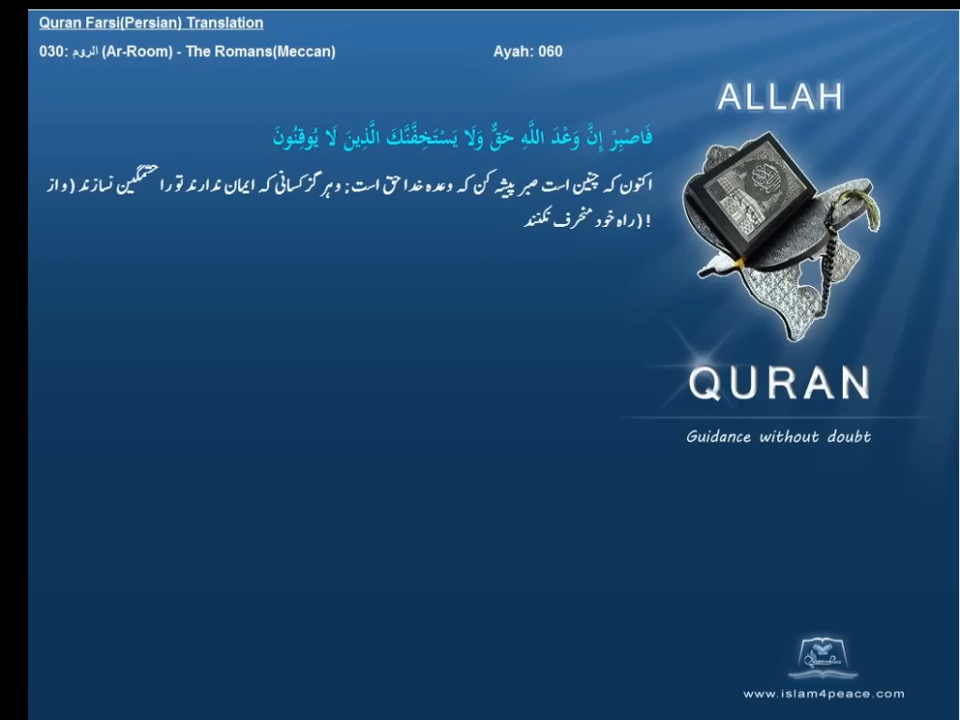 Quran Farsi(Persian) Translation
030: الروم (Ar-Room) - The Romans(Meccan) Ayah: 060
ALLAH
فَاصْبِرْ إِنَّ وَعْدَ اللَّهِ حَقٌّ وَلَا يَسْتَخِفَّنَّكَ الَّذِينَ لَا يُوقِنُونَ
اکنون که چنین است صبر پیشه کن که وعده خدا حق است; و هرگز کسانی که ایمان ندارند تو را خشمگین نسازند (و از
راه خود منحرف نکنند) !
QURAN
Guidance without doubt
www.islam4peace.com